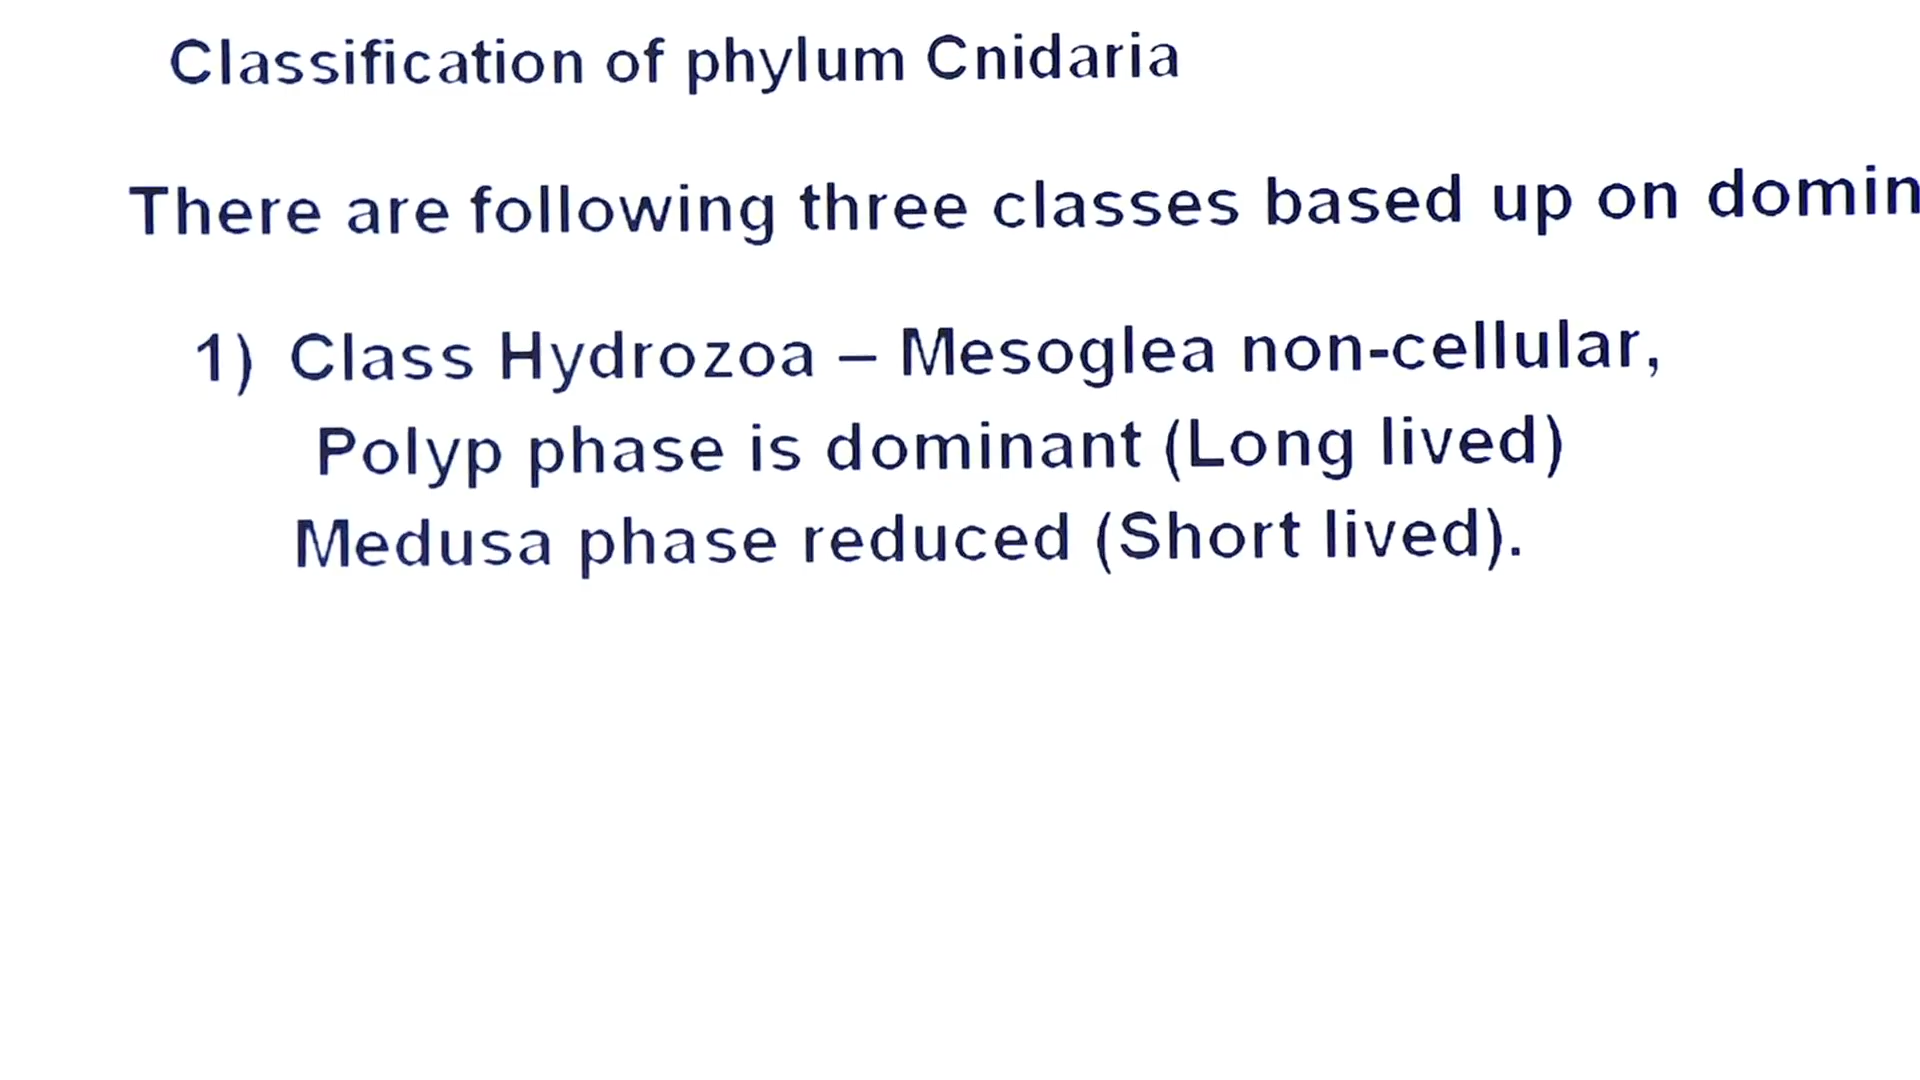 Classification of phylum Cnidaria
There are following three classes based up on domin
1) Class Hydrozoa – Mesoglea non-cellular,
Polyp phase is dominant (Long lived)
Medusa phase reduced (Short lived).